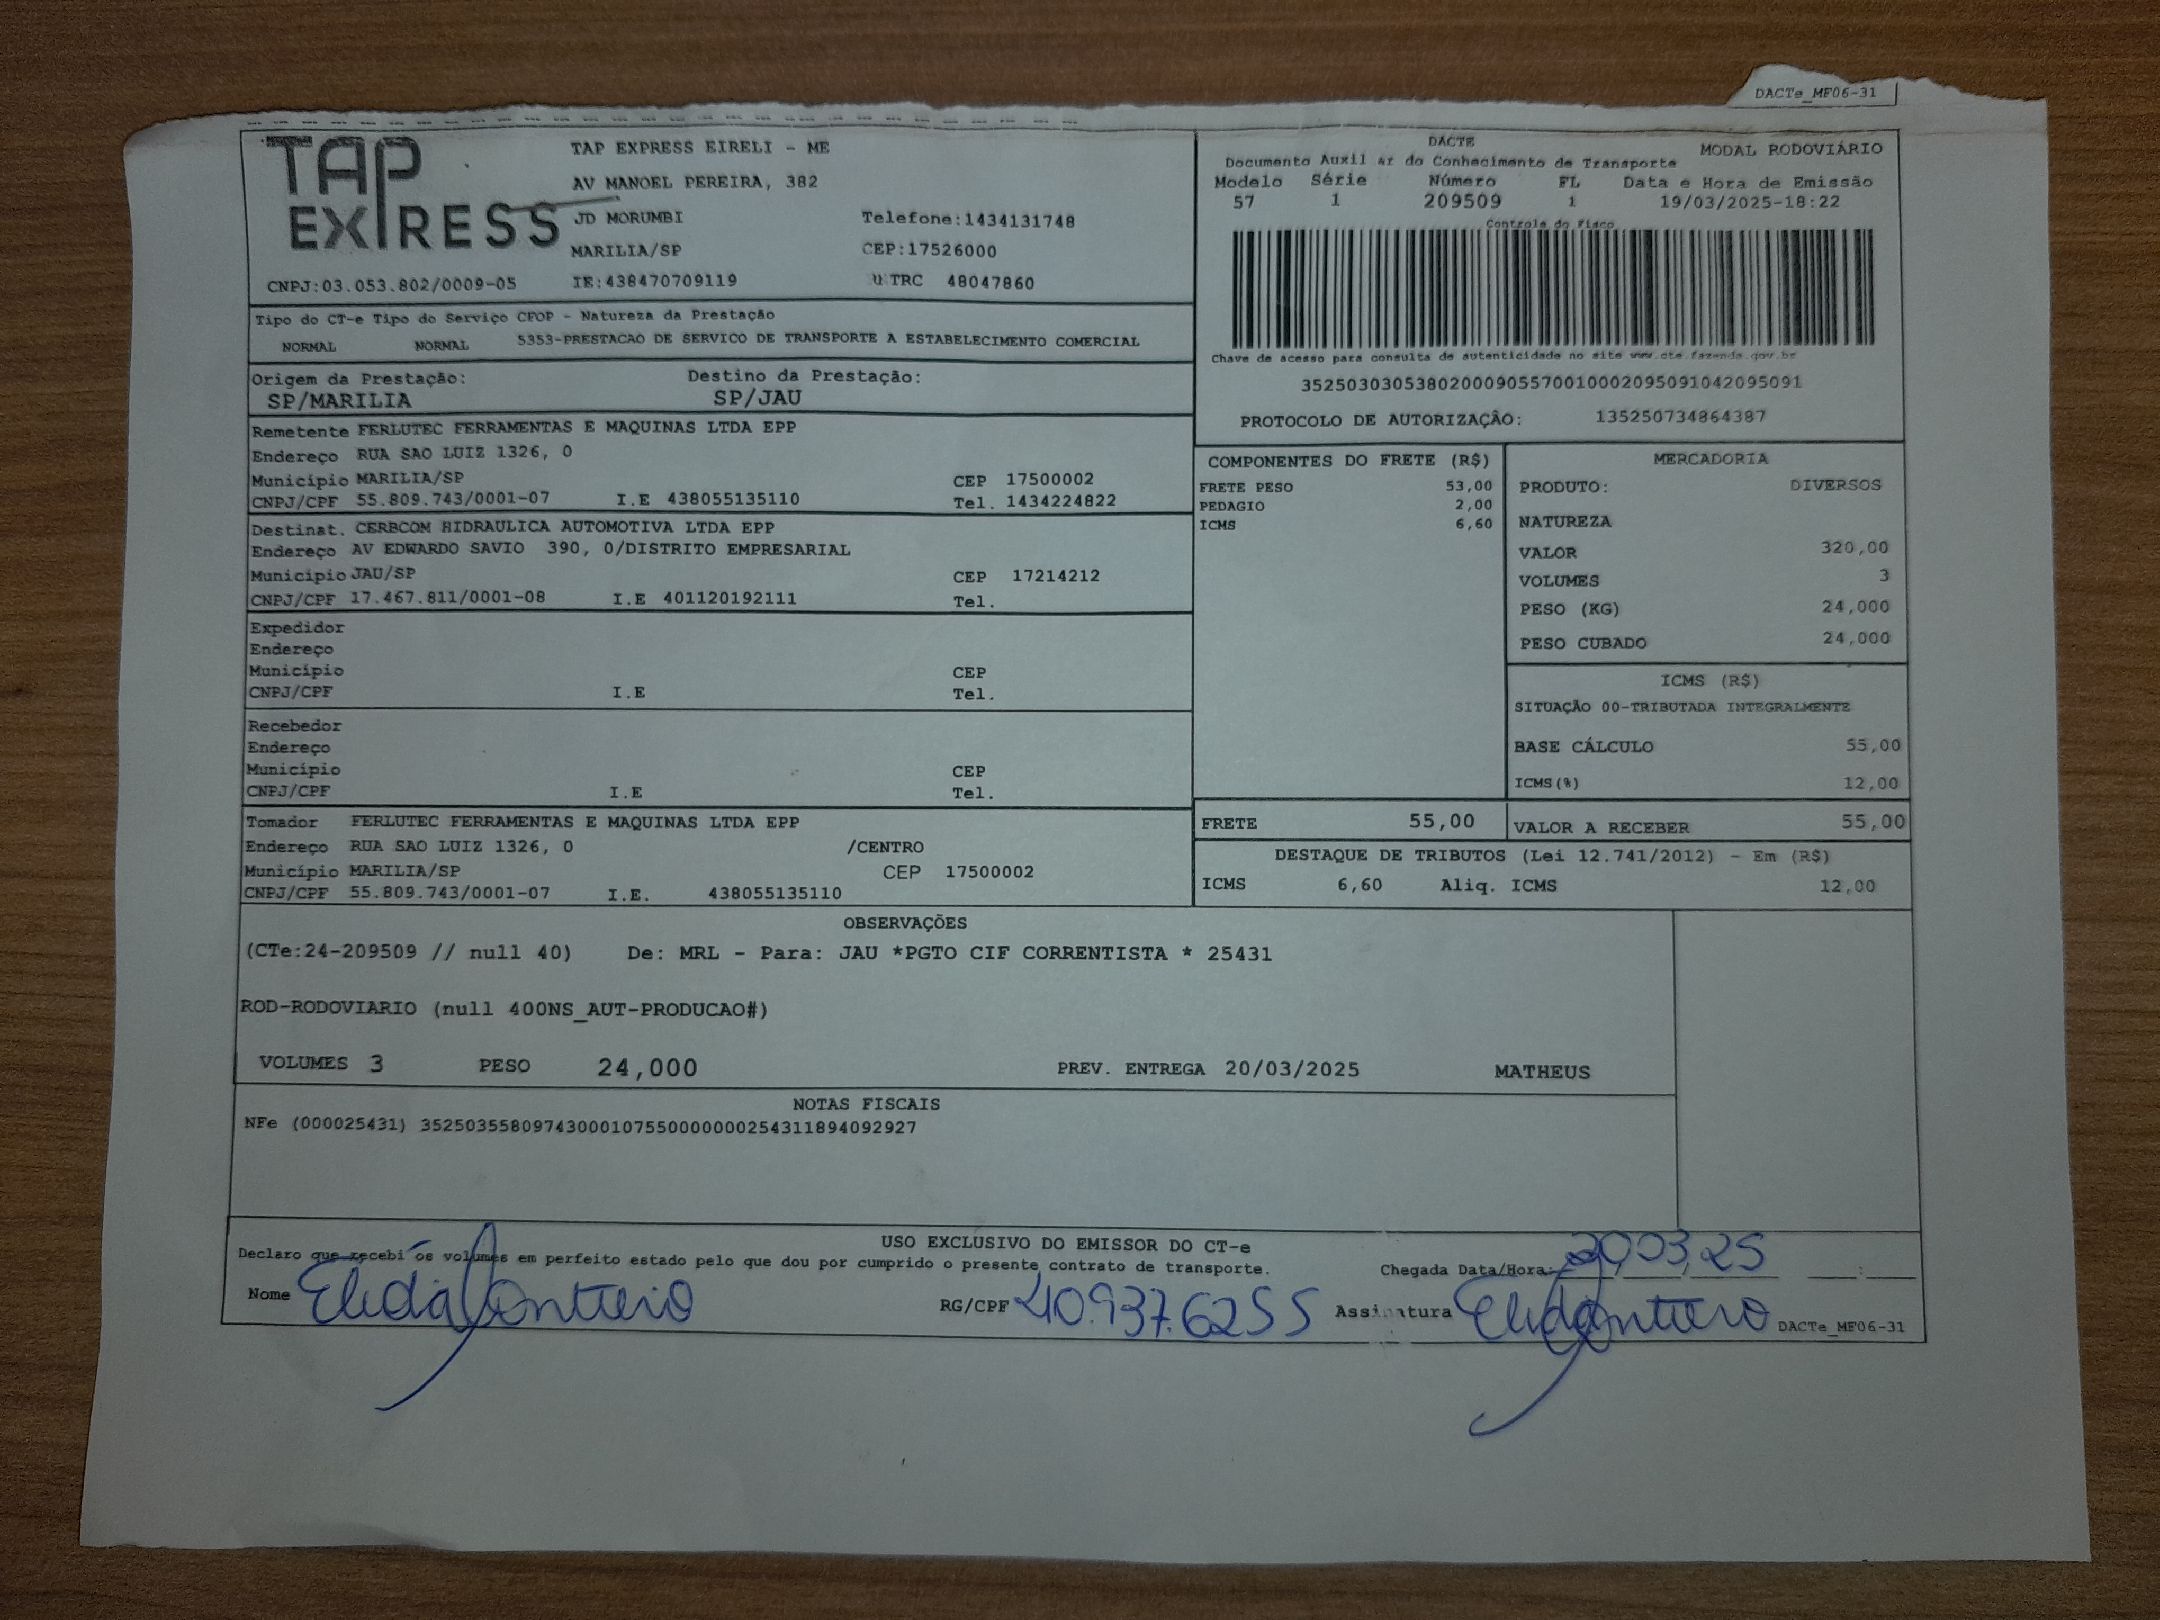 DACTe_MF06-31
TAP EXPRESS
TAP EXPRESS EIRELI - ME
AV MANOEL PEREIRA, 382
JD MORUMBI Telefone:1434131748
MARILIA/SP CEP:17526000
CNPJ:03.053.802/0009-05 IE:438470709119 TRC 48047860
DACTE
MODAL RODOVIÁRIO
Documento Auxil ar do Conhecimento de Transporte
Modelo Série Número FL Data e Hora de Emissão
57 1 209509 1 19/03/2025-18:22
Controle do Fisco
Chave de acesso para consulta de autenticidade no site www.cte.fazenda.gov.br
35250303053802000905570010002095091042095091
PROTOCOLO DE AUTORIZAÇÃO: 135250734864387
Tipo do CT-e Tipo do Serviço CFOP - Natureza da Prestação
NORMAL NORMAL 5353-PRESTACAO DE SERVICO DE TRANSPORTE A ESTABELECIMENTO COMERCIAL
Origem da Prestação: Destino da Prestação:
SP/MARILIA SP/JAU
Remetente FERLUTEC FERRAMENTAS E MAQUINAS LTDA EPP
Endereço RUA SAO LUIZ 1326, 0
Município MARILIA/SP CEP 17500002
CNPJ/CPF 55.809.743/0001-07 I.E 438055135110 Tel. 1434224822
Destinat. CERBCOM HIDRAULICA AUTOMOTIVA LTDA EPP
Endereço AV EDWARDO SAVIO 390, 0/DISTRITO EMPRESARIAL
Município JAU/SP CEP 17214212
CNPJ/CPF 17.467.811/0001-08 I.E 401120192111 Tel.
Expedidor
Endereço
Município CEP
CNPJ/CPF I.E Tel.
Recebedor
Endereço
Município CEP
CNPJ/CPF I.E Tel.
Tomador FERLUTEC FERRAMENTAS E MAQUINAS LTDA EPP
Endereço RUA SAO LUIZ 1326, 0 /CENTRO
Município MARILIA/SP CEP 17500002
CNPJ/CPF 55.809.743/0001-07 I.E. 438055135110
COMPONENTES DO FRETE (R$)
FRETE PESO 53,00
PEDAGIO 2,00
ICMS 6,60
MERCADORIA
PRODUTO: DIVERSOS
NATUREZA
VALOR 320,00
VOLUMES 3
PESO (KG) 24,000
PESO CUBADO 24,000
ICMS (R$)
SITUAÇÃO 00-TRIBUTADA INTEGRALMENTE
BASE CÁLCULO 55,00
ICMS(%) 12,00
FRETE 55,00 VALOR A RECEBER 55,00
DESTAQUE DE TRIBUTOS (Lei 12.741/2012) - Em (R$)
ICMS 6,60 Aliq. ICMS 12,00
OBSERVAÇÕES
(CTe:24-209509 // null 40) De: MRL - Para: JAU *PGTO CIF CORRENTISTA * 25431
ROD-RODOVIARIO (null 400NS_AUT-PRODUCAO#)
VOLUMES 3 PESO 24,000 PREV. ENTREGA 20/03/2025 MATHEUS
NOTAS FISCAIS
NFe (000025431) 35250355809743000107550000000254311894092927
USO EXCLUSIVO DO EMISSOR DO CT-e
Declaro que recebi os volumes em perfeito estado pelo que dou por cumprido o presente contrato de transporte.
Chegada Data/Hora: 20 03 25
Nome RG/CPF 40.937.6255 Assinatura
DACTe_MF06-31